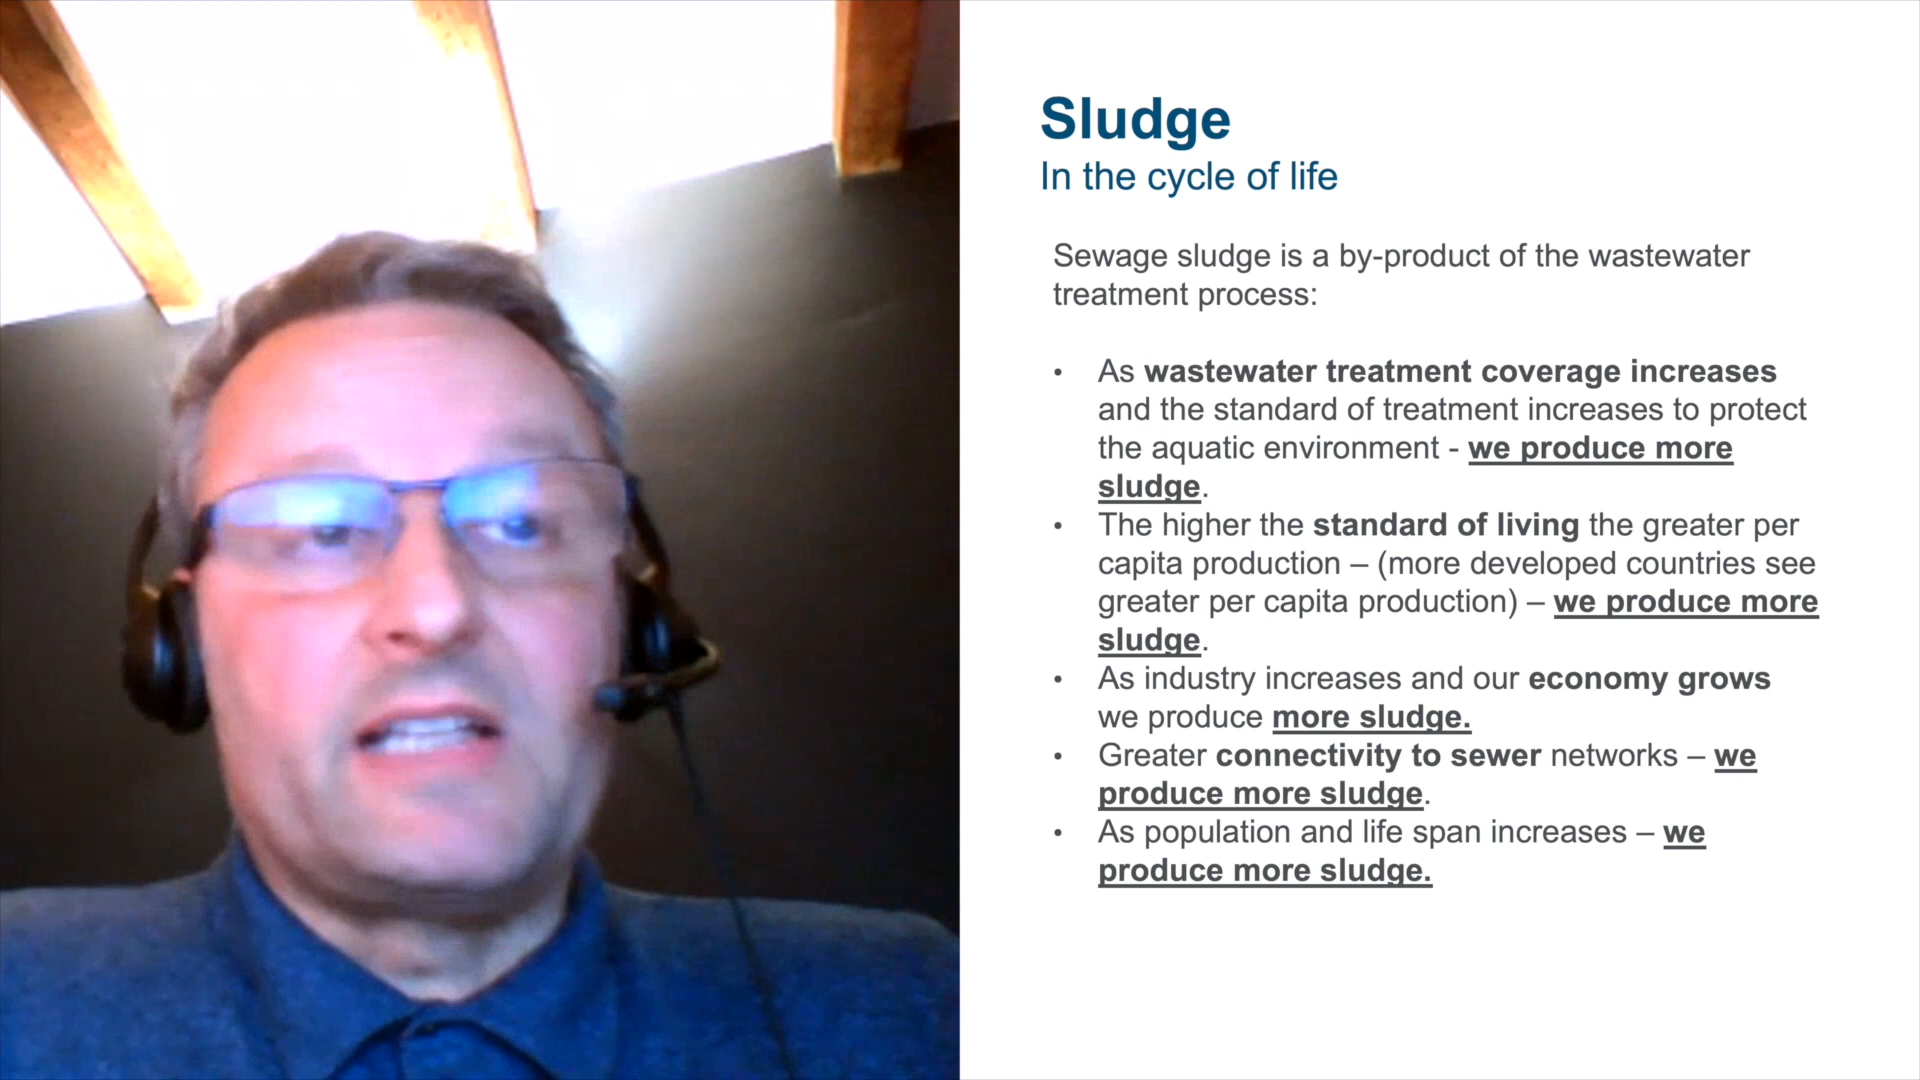 Sludge
In the cycle of life
Sewage sludge is a by-product of the wastewater
treatment process:
• As wastewater treatment coverage increases
and the standard of treatment increases to protect
the aquatic environment - we produce more
sludge.
• The higher the standard of living the greater per
capita production – (more developed countries see
greater per capita production) – we produce more
sludge.
• As industry increases and our economy grows
we produce more sludge.
• Greater connectivity to sewer networks – we
produce more sludge.
• As population and life span increases – we
produce more sludge.